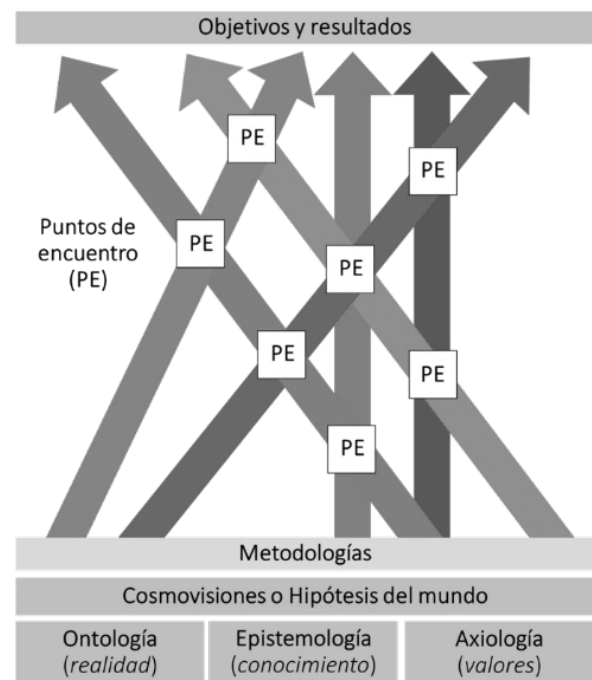 Objetivos y resultados
PE
PE
Puntos de
encuentro
(PE)
PE
PE
PE
PE
PE
Metodologías
Cosmovisiones o Hipótesis del mundo
Ontología
(realidad)
Epistemología
(conocimiento)
Axiología
(valores)